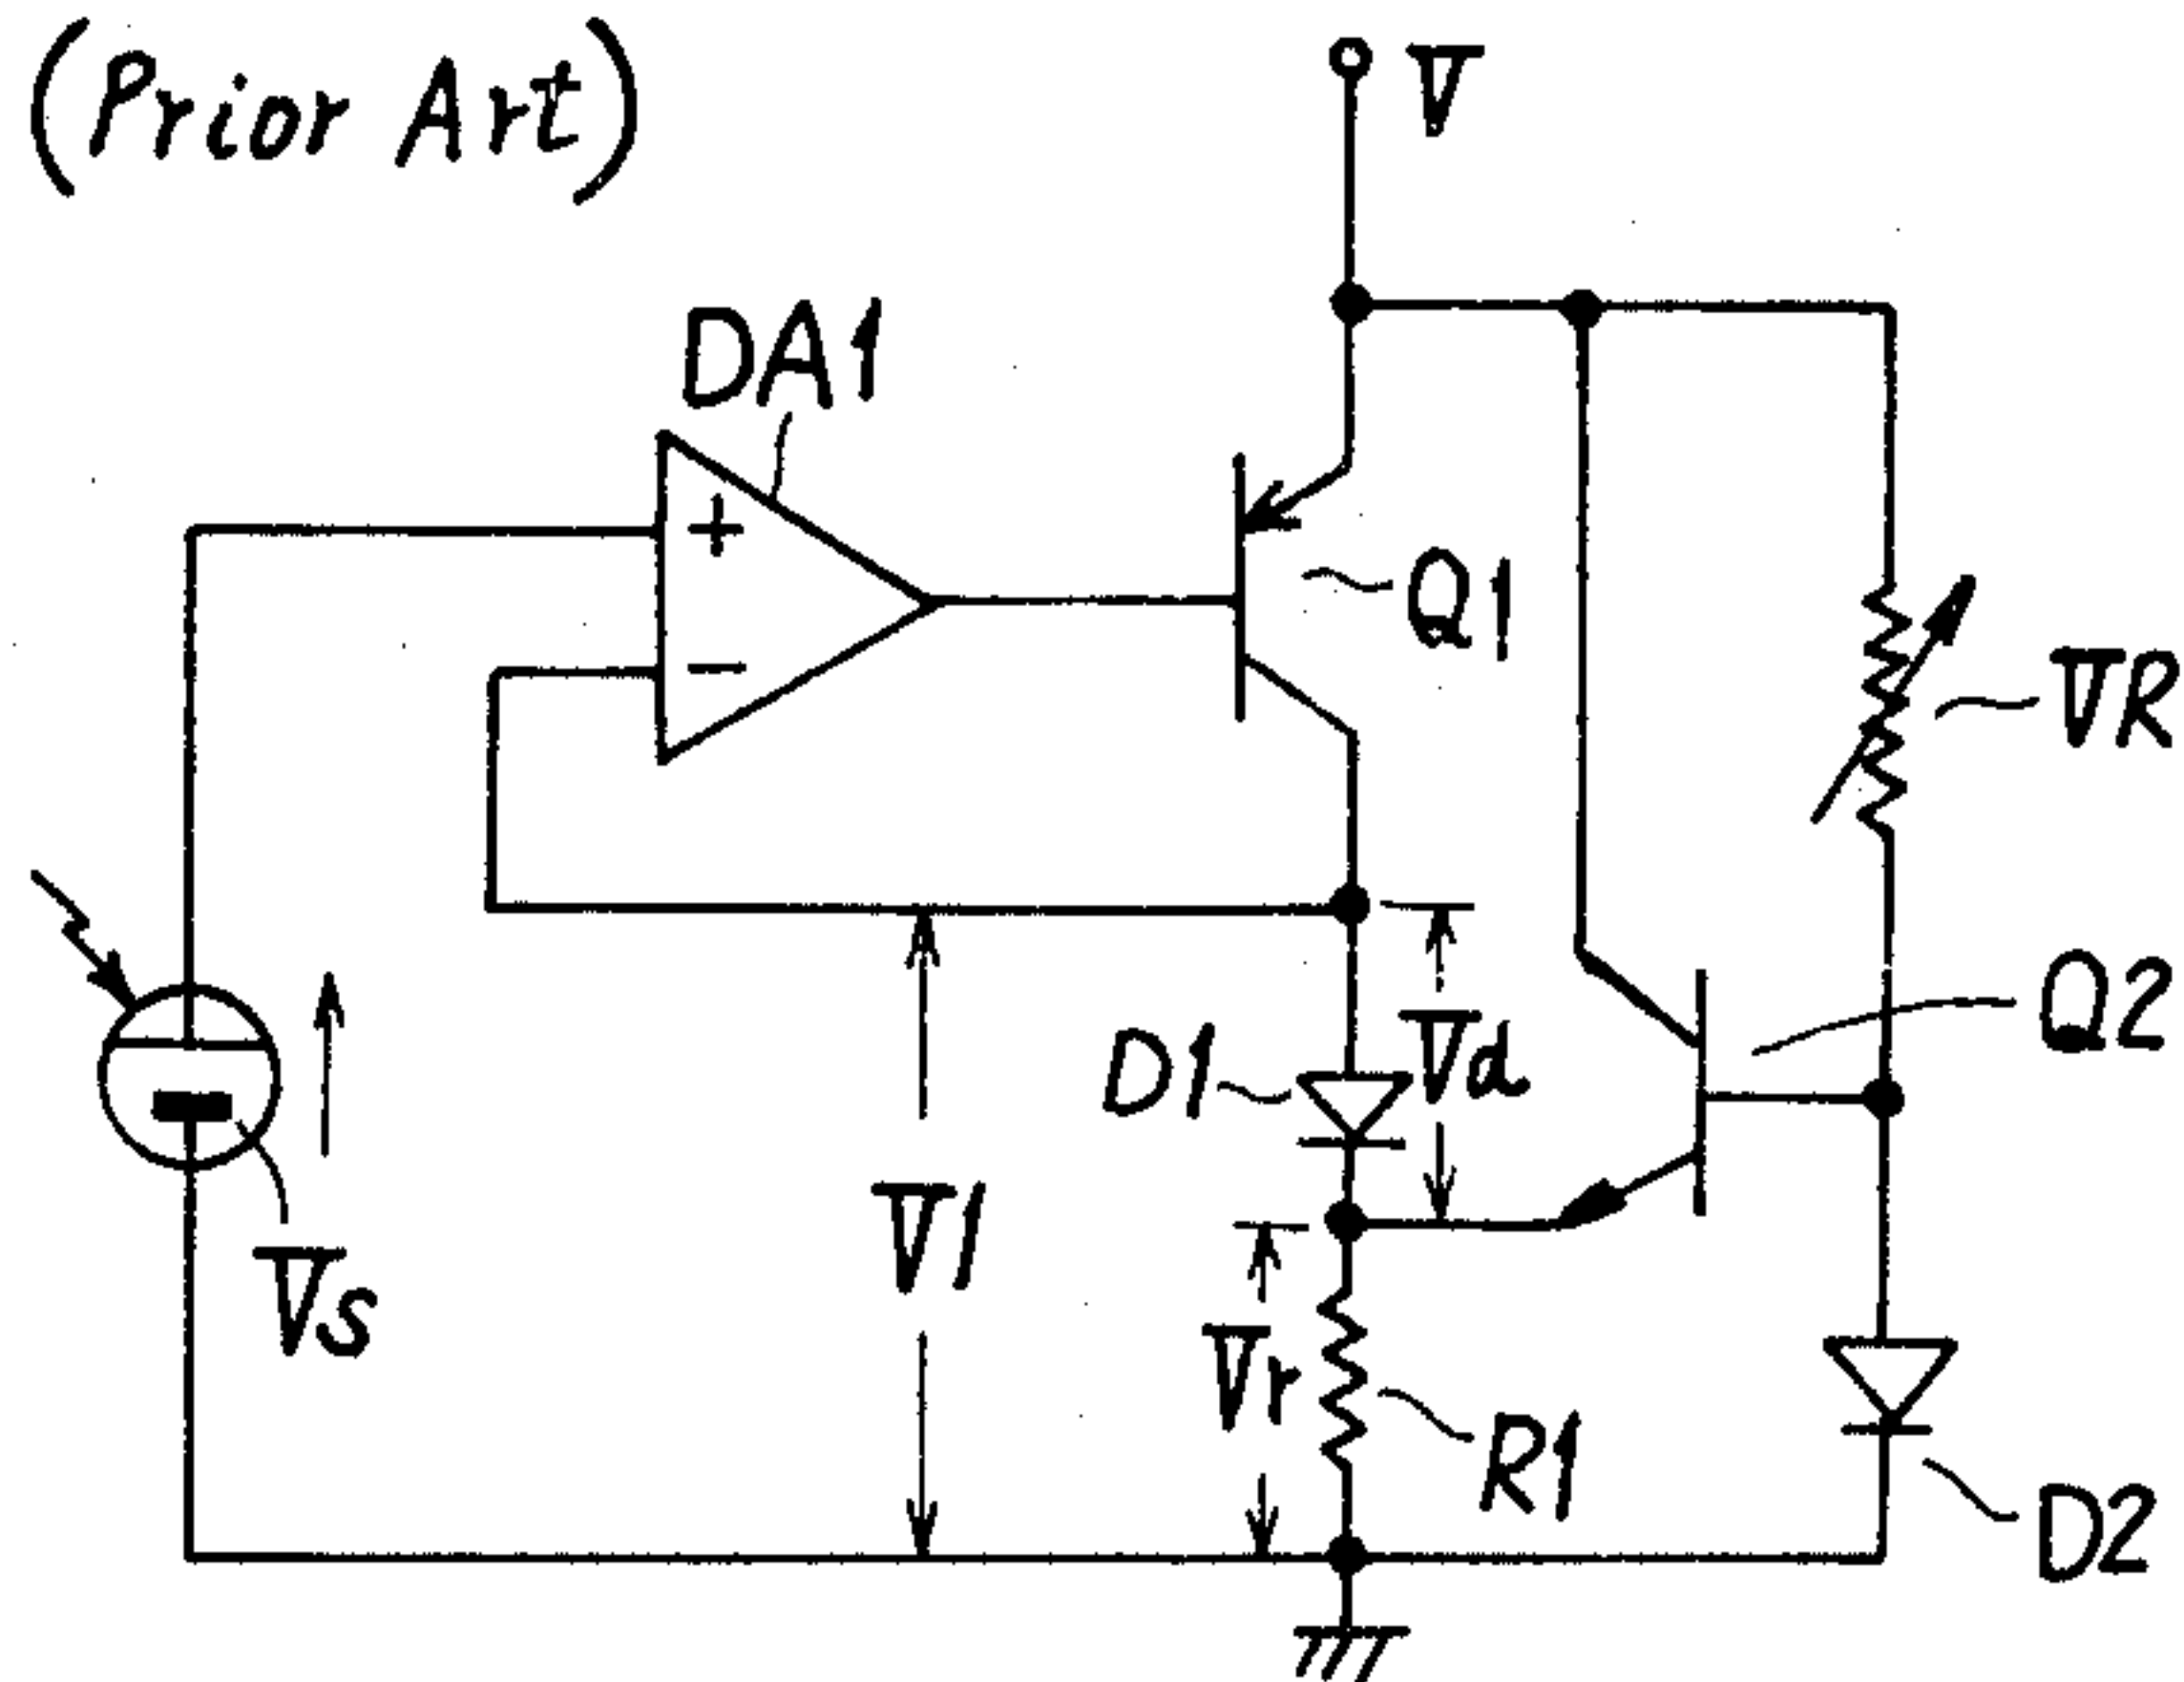 (Prior Art)
V
DA1
+
−
Q1
VR
Q2
Vd
D1
V1
Vs
Vr
R1
D2